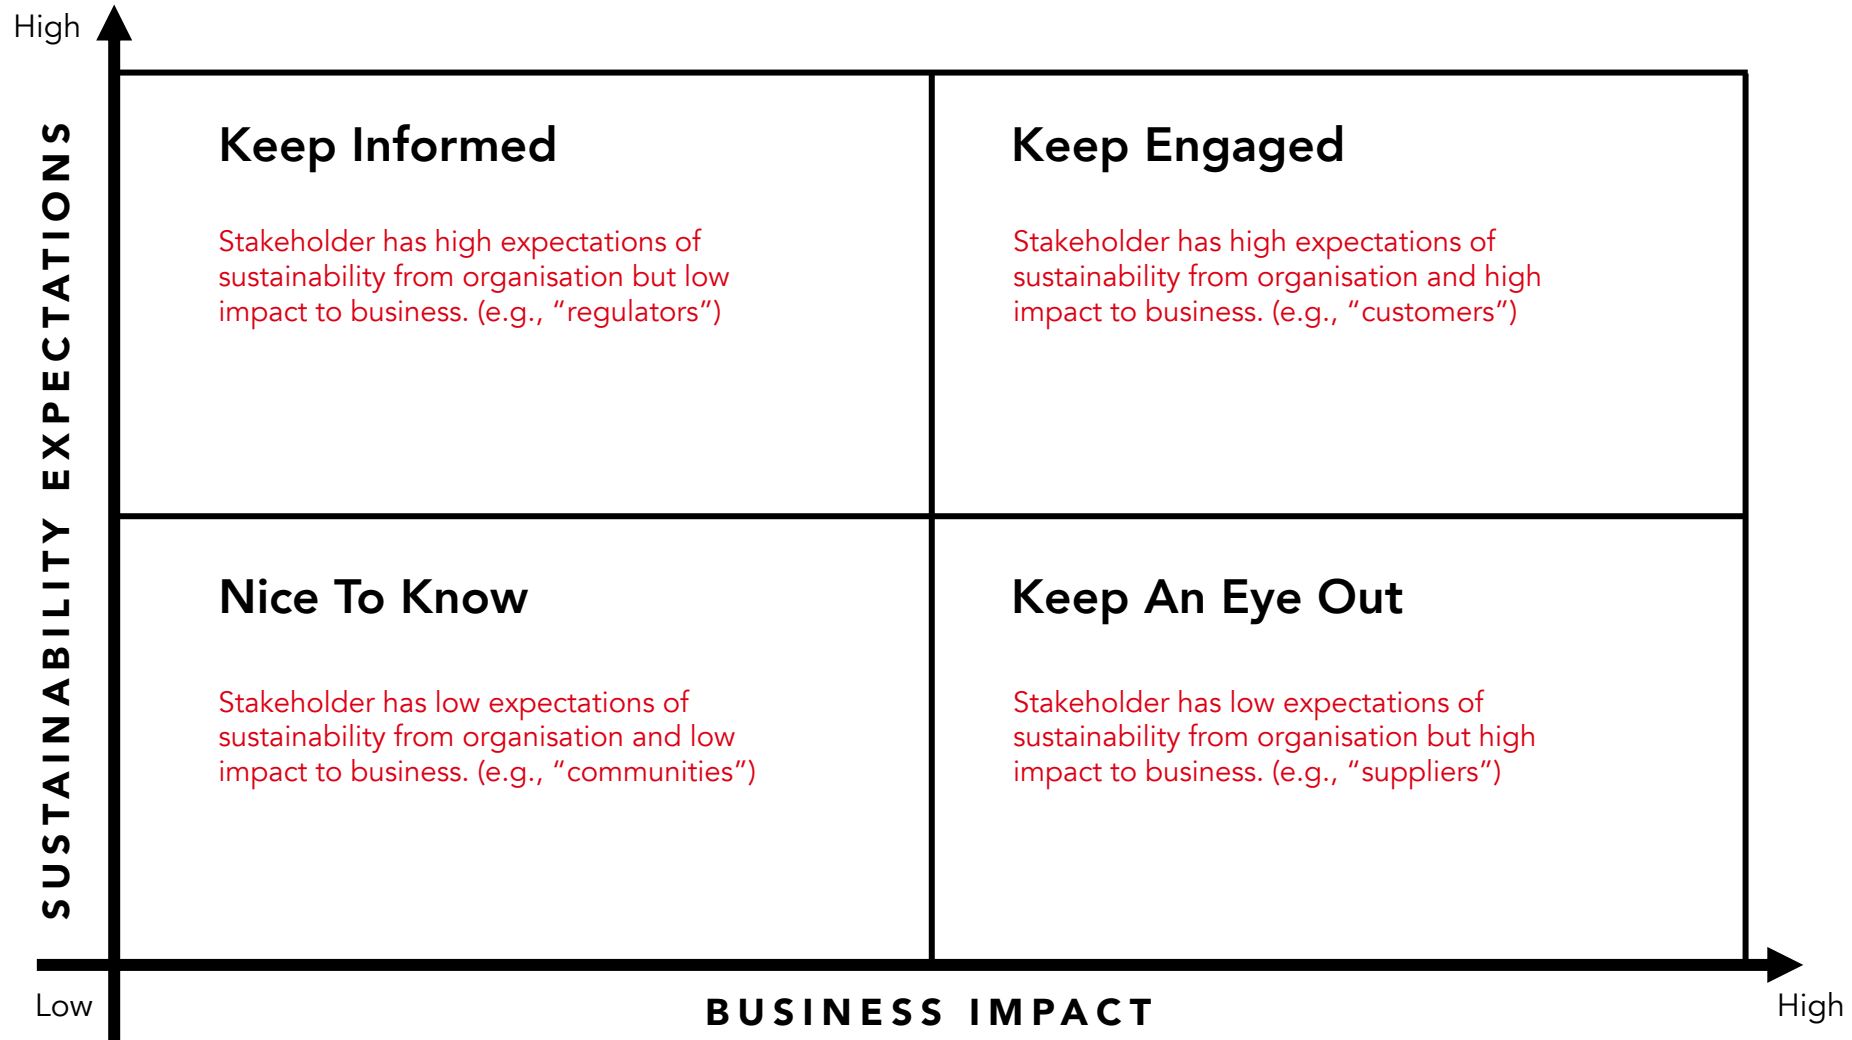 High
SUSTAINABILITY EXPECTATIONS
Keep Informed
Stakeholder has high expectations of
sustainability from organisation but low
impact to business. (e.g., “regulators”)
Keep Engaged
Stakeholder has high expectations of
sustainability from organisation and high
impact to business. (e.g., “customers”)
Nice To Know
Stakeholder has low expectations of
sustainability from organisation and low
impact to business. (e.g., “communities”)
Keep An Eye Out
Stakeholder has low expectations of
sustainability from organisation but high
impact to business. (e.g., “suppliers”)
Low
BUSINESS IMPACT
High